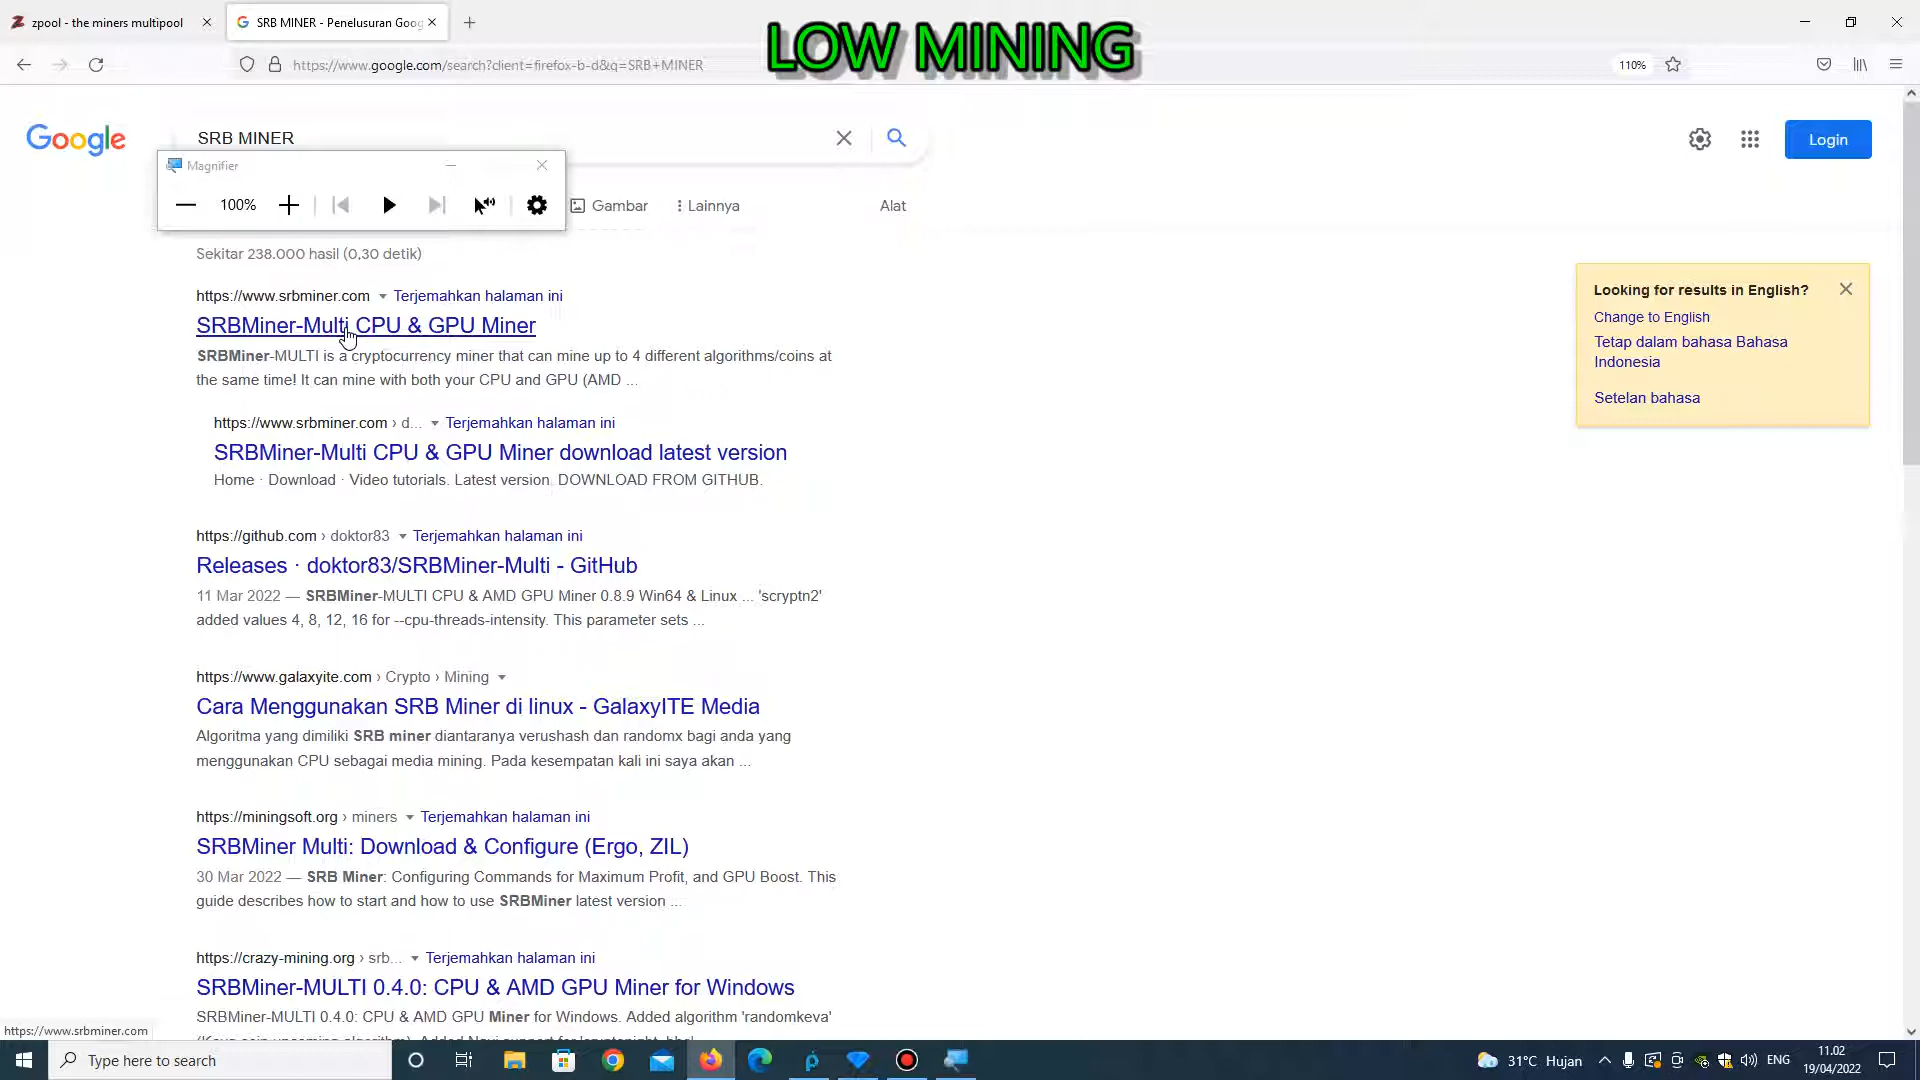 zpool - the miners multipool
SRB MINER - Penelusuran Goog
LOW MINING
https://www.google.com/search?client=firefox-b-d&q=SRB+MINER
110%
Google
SRB MINER
Login
Magnifier
100%
Gambar
Lainnya
Alat
Sekitar 238.000 hasil (0,30 detik)
https://www.srbminer.com Terjemahkan halaman ini
SRBMiner-Multi CPU & GPU Miner
SRBMiner-MULTI is a cryptocurrency miner that can mine up to 4 different algorithms/coins at
the same time! It can mine with both your CPU and GPU (AMD ...
https://www.srbminer.com › d... Terjemahkan halaman ini
SRBMiner-Multi CPU & GPU Miner download latest version
Home · Download · Video tutorials. Latest version. DOWNLOAD FROM GITHUB.
https://github.com › doktor83 Terjemahkan halaman ini
Releases · doktor83/SRBMiner-Multi - GitHub
11 Mar 2022 — SRBMiner-MULTI CPU & AMD GPU Miner 0.8.9 Win64 & Linux ... 'scryptn2'
added values 4, 8, 12, 16 for --cpu-threads-intensity. This parameter sets ...
https://www.galaxyite.com › Crypto › Mining
Cara Menggunakan SRB Miner di linux - GalaxyITE Media
Algoritma yang dimiliki SRB miner diantaranya verushash dan randomx bagi anda yang
menggunakan CPU sebagai media mining. Pada kesempatan kali ini saya akan ...
https://miningsoft.org › miners Terjemahkan halaman ini
SRBMiner Multi: Download & Configure (Ergo, ZIL)
30 Mar 2022 — SRB Miner: Configuring Commands for Maximum Profit, and GPU Boost. This
guide describes how to start and how to use SRBMiner latest version ...
https://crazy-mining.org › srb... Terjemahkan halaman ini
SRBMiner-MULTI 0.4.0: CPU & AMD GPU Miner for Windows
SRBMiner-MULTI 0.4.0: CPU & AMD GPU Miner for Windows. Added algorithm 'randomkeva'
Looking for results in English?
Change to English
Tetap dalam bahasa Bahasa
Indonesia
Setelan bahasa
https://www.srbminer.com
Type here to search
31°C Hujan
ENG
11.02
19/04/2022